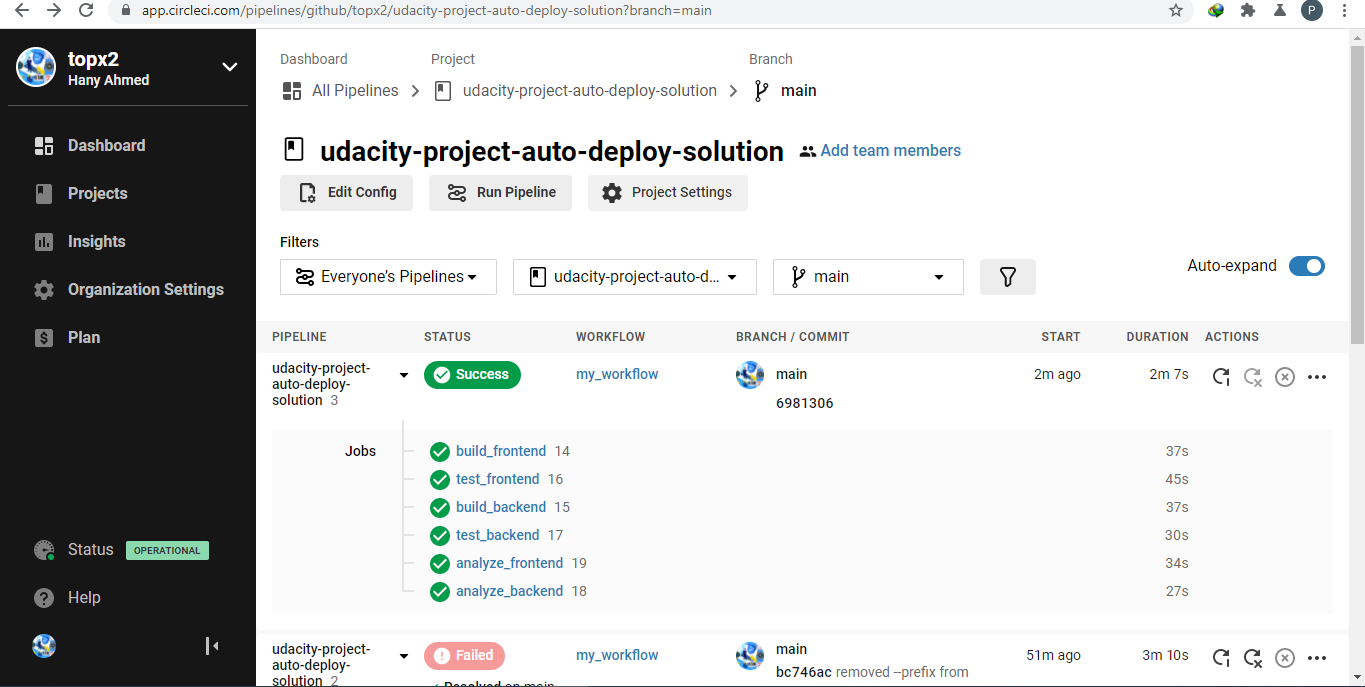 app.circleci.com/pipelines/github/topx2/udacity-project-auto-deploy-solution?branch=main
P
topx2
Hany Ahmed
Dashboard
Projects
Insights
Organization Settings
Plan
Status OPERATIONAL
Help
Dashboard Project Branch
All Pipelines udacity-project-auto-deploy-solution main
udacity-project-auto-deploy-solution Add team members
Edit Config Run Pipeline Project Settings
Filters
Everyone's Pipelines udacity-project-auto-d... main Auto-expand
PIPELINE STATUS WORKFLOW BRANCH / COMMIT START DURATION ACTIONS
udacity-project-
auto-deploy-
solution 3
Success my_workflow main 2m ago 2m 7s
6981306
Jobs
build_frontend 14 37s
test_frontend 16 45s
build_backend 15 37s
test_backend 17 30s
analyze_frontend 19 34s
analyze_backend 18 27s
udacity-project-
auto-deploy-
solution 2
Failed my_workflow main 51m ago 3m 10s
Resolved on main
bc746ac removed --prefix from